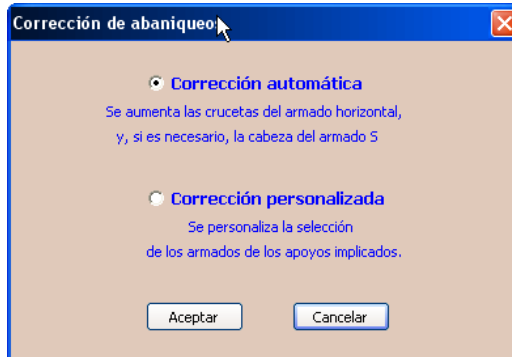 Corrección de abaniqueos
Corrección automática
Se aumenta las crucetas del armado horizontal,
y, si es necesario, la cabeza del armado S
Corrección personalizada
Se personaliza la selección
de los armados de los apoyos implicados.
Aceptar
Cancelar